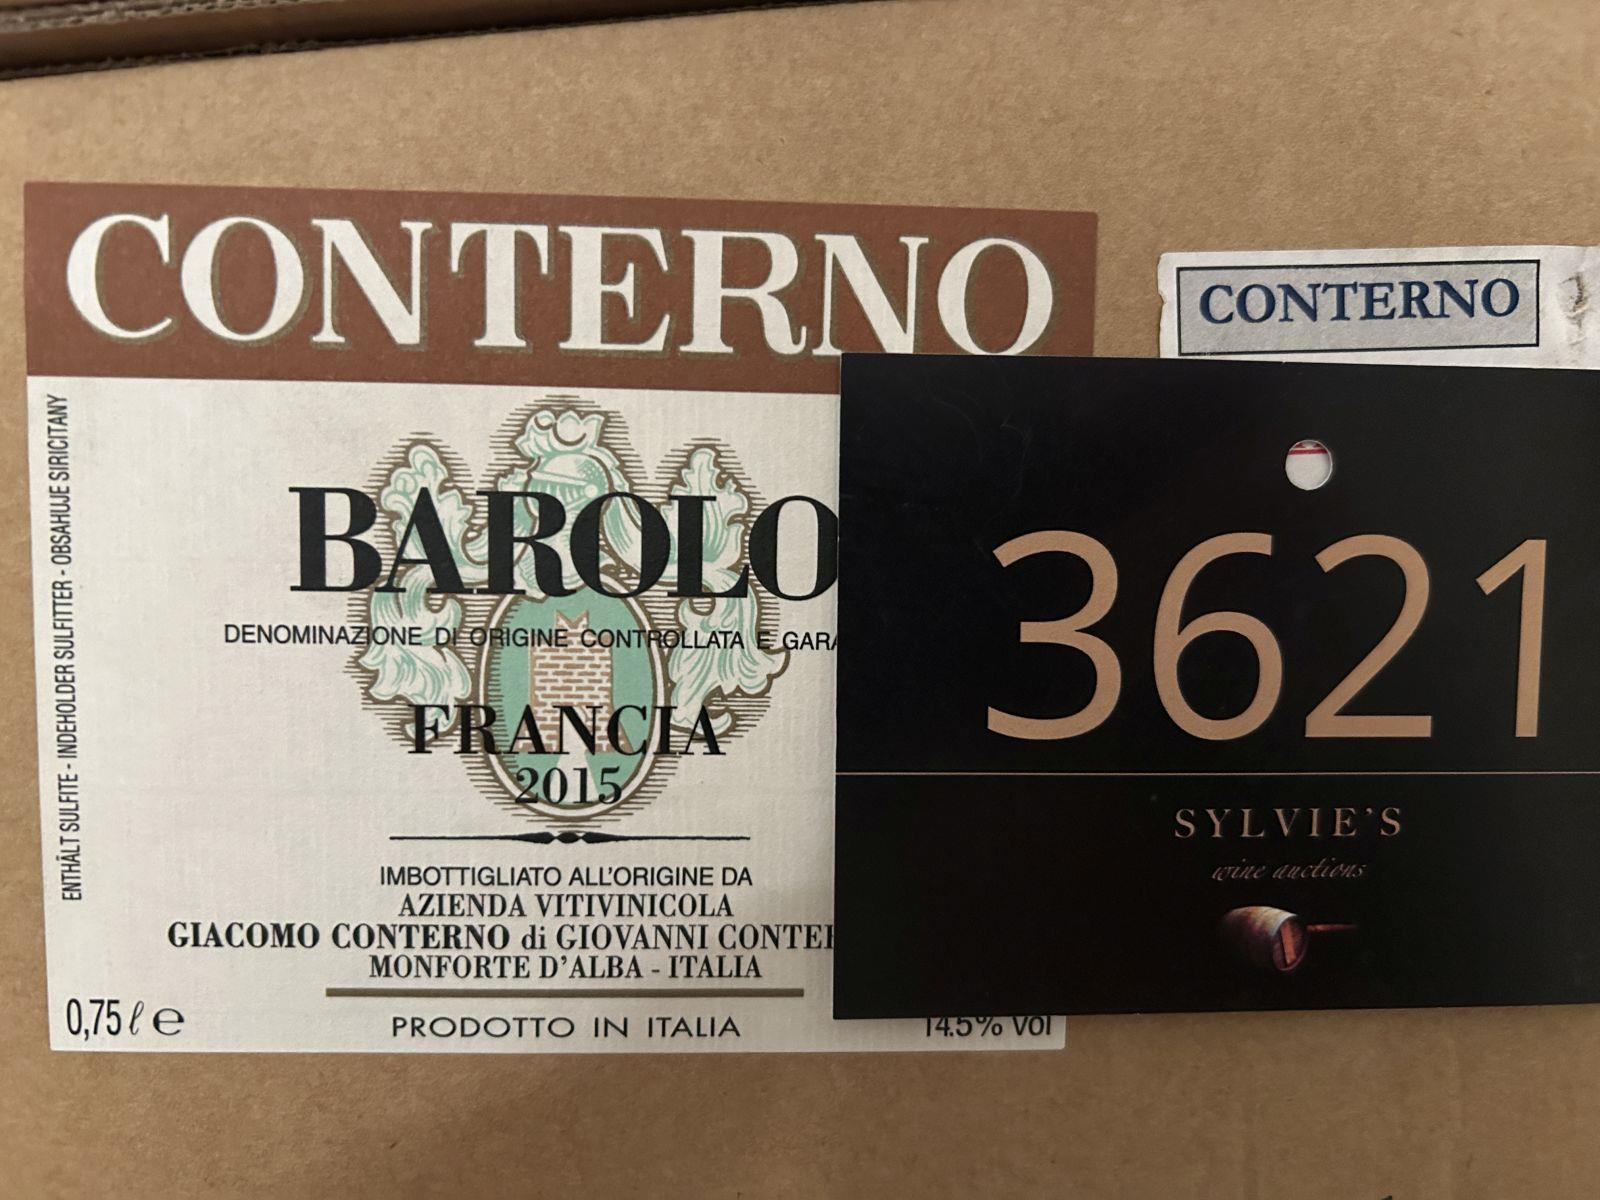 CONTERNO
CONTERNO
ENTHÄLT SULFITE - INDEHOLDER SULFITTER - OBSAHUJE SIRICITANY
BAROLO
DENOMINAZIONE DI ORIGINE CONTROLLATA E GARA
FRANCIA
2015
IMBOTTIGLIATO ALL'ORIGINE DA
AZIENDA VITIVINICOLA
GIACOMO CONTERNO di GIOVANNI CONTER
MONFORTE D'ALBA - ITALIA
0,75 ℓ e
PRODOTTO IN ITALIA
14.5% vol
3621
SYLVIE'S
wine auctions